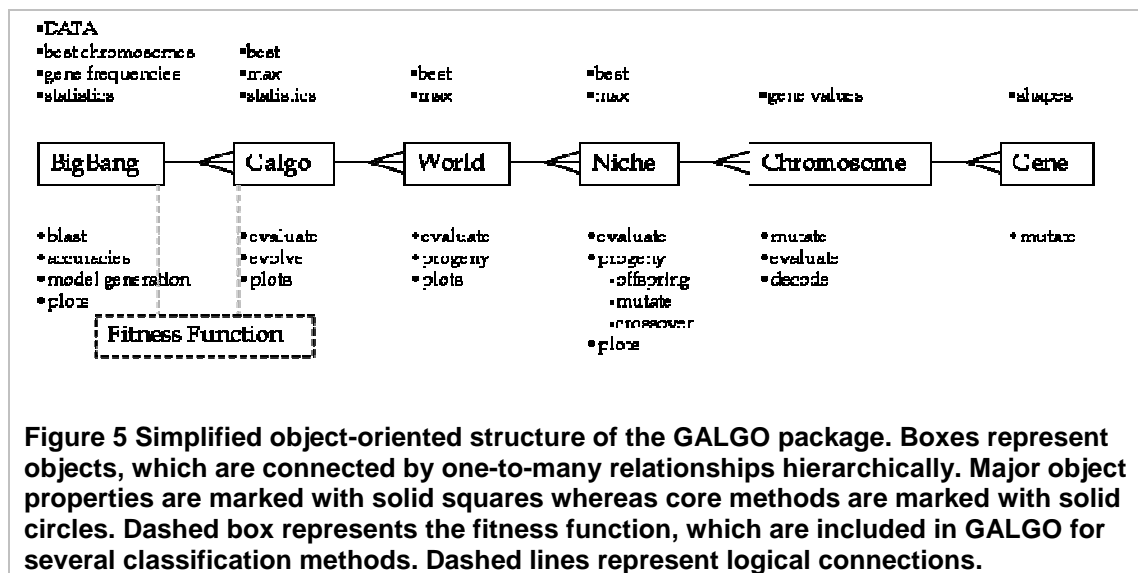 ▪DATA
▪best chromosomes
▪gene frequencies
▪statistics
▪best
▪max
▪statistics
▪best
▪max
▪best
▪max
▪gene values
▪shapes
BigBang
Galgo
World
Niche
Chromosome
Gene
•blast
•accuracies
•model generation
•plots
•evaluate
•evolve
•plots
•evaluate
•progeny
•plots
•evaluate
•progeny
-offspring
-mutate
-crossover
•plots
•mutate
•evaluate
•decode
•mutate
Fitness Function
Figure 5 Simplified object-oriented structure of the GALGO package. Boxes represent
objects, which are connected by one-to-many relationships hierarchically. Major object
properties are marked with solid squares whereas core methods are marked with solid
circles. Dashed box represents the fitness function, which are included in GALGO for
several classification methods. Dashed lines represent logical connections.